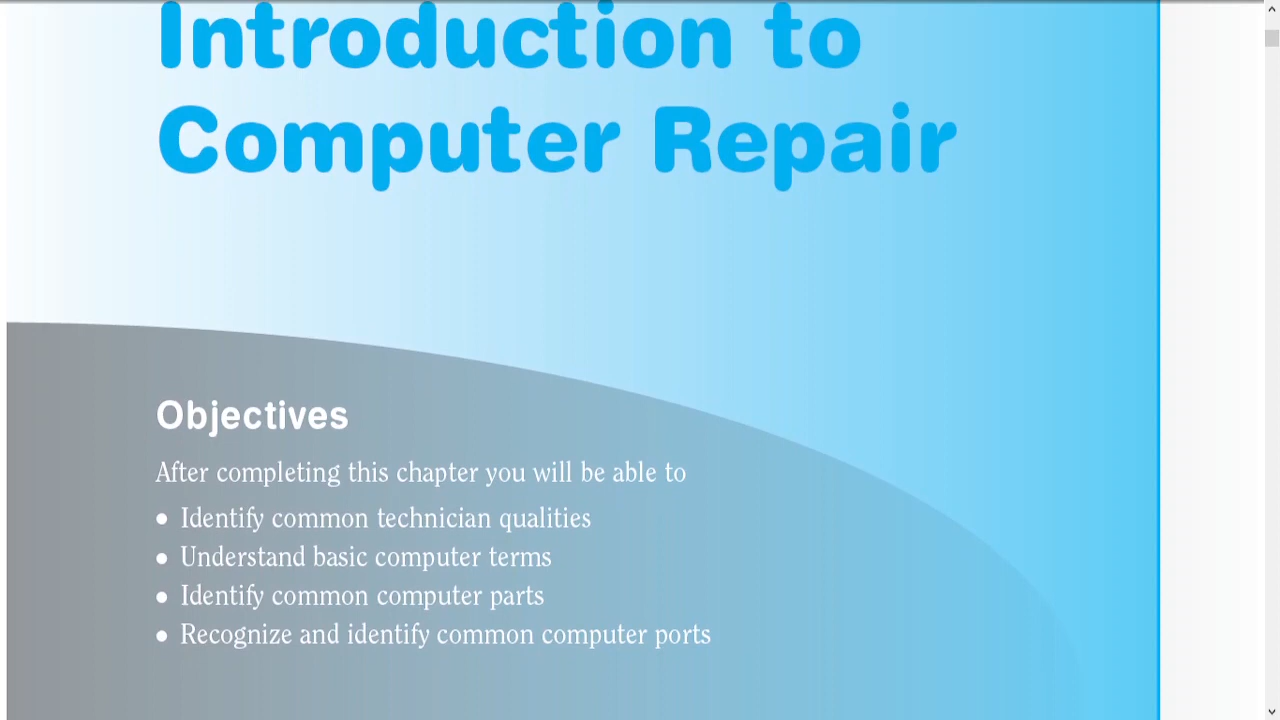 Introduction to
Computer Repair
Objectives
After completing this chapter you will be able to
• Identify common technician qualities
• Understand basic computer terms
• Identify common computer parts
• Recognize and identify common computer ports